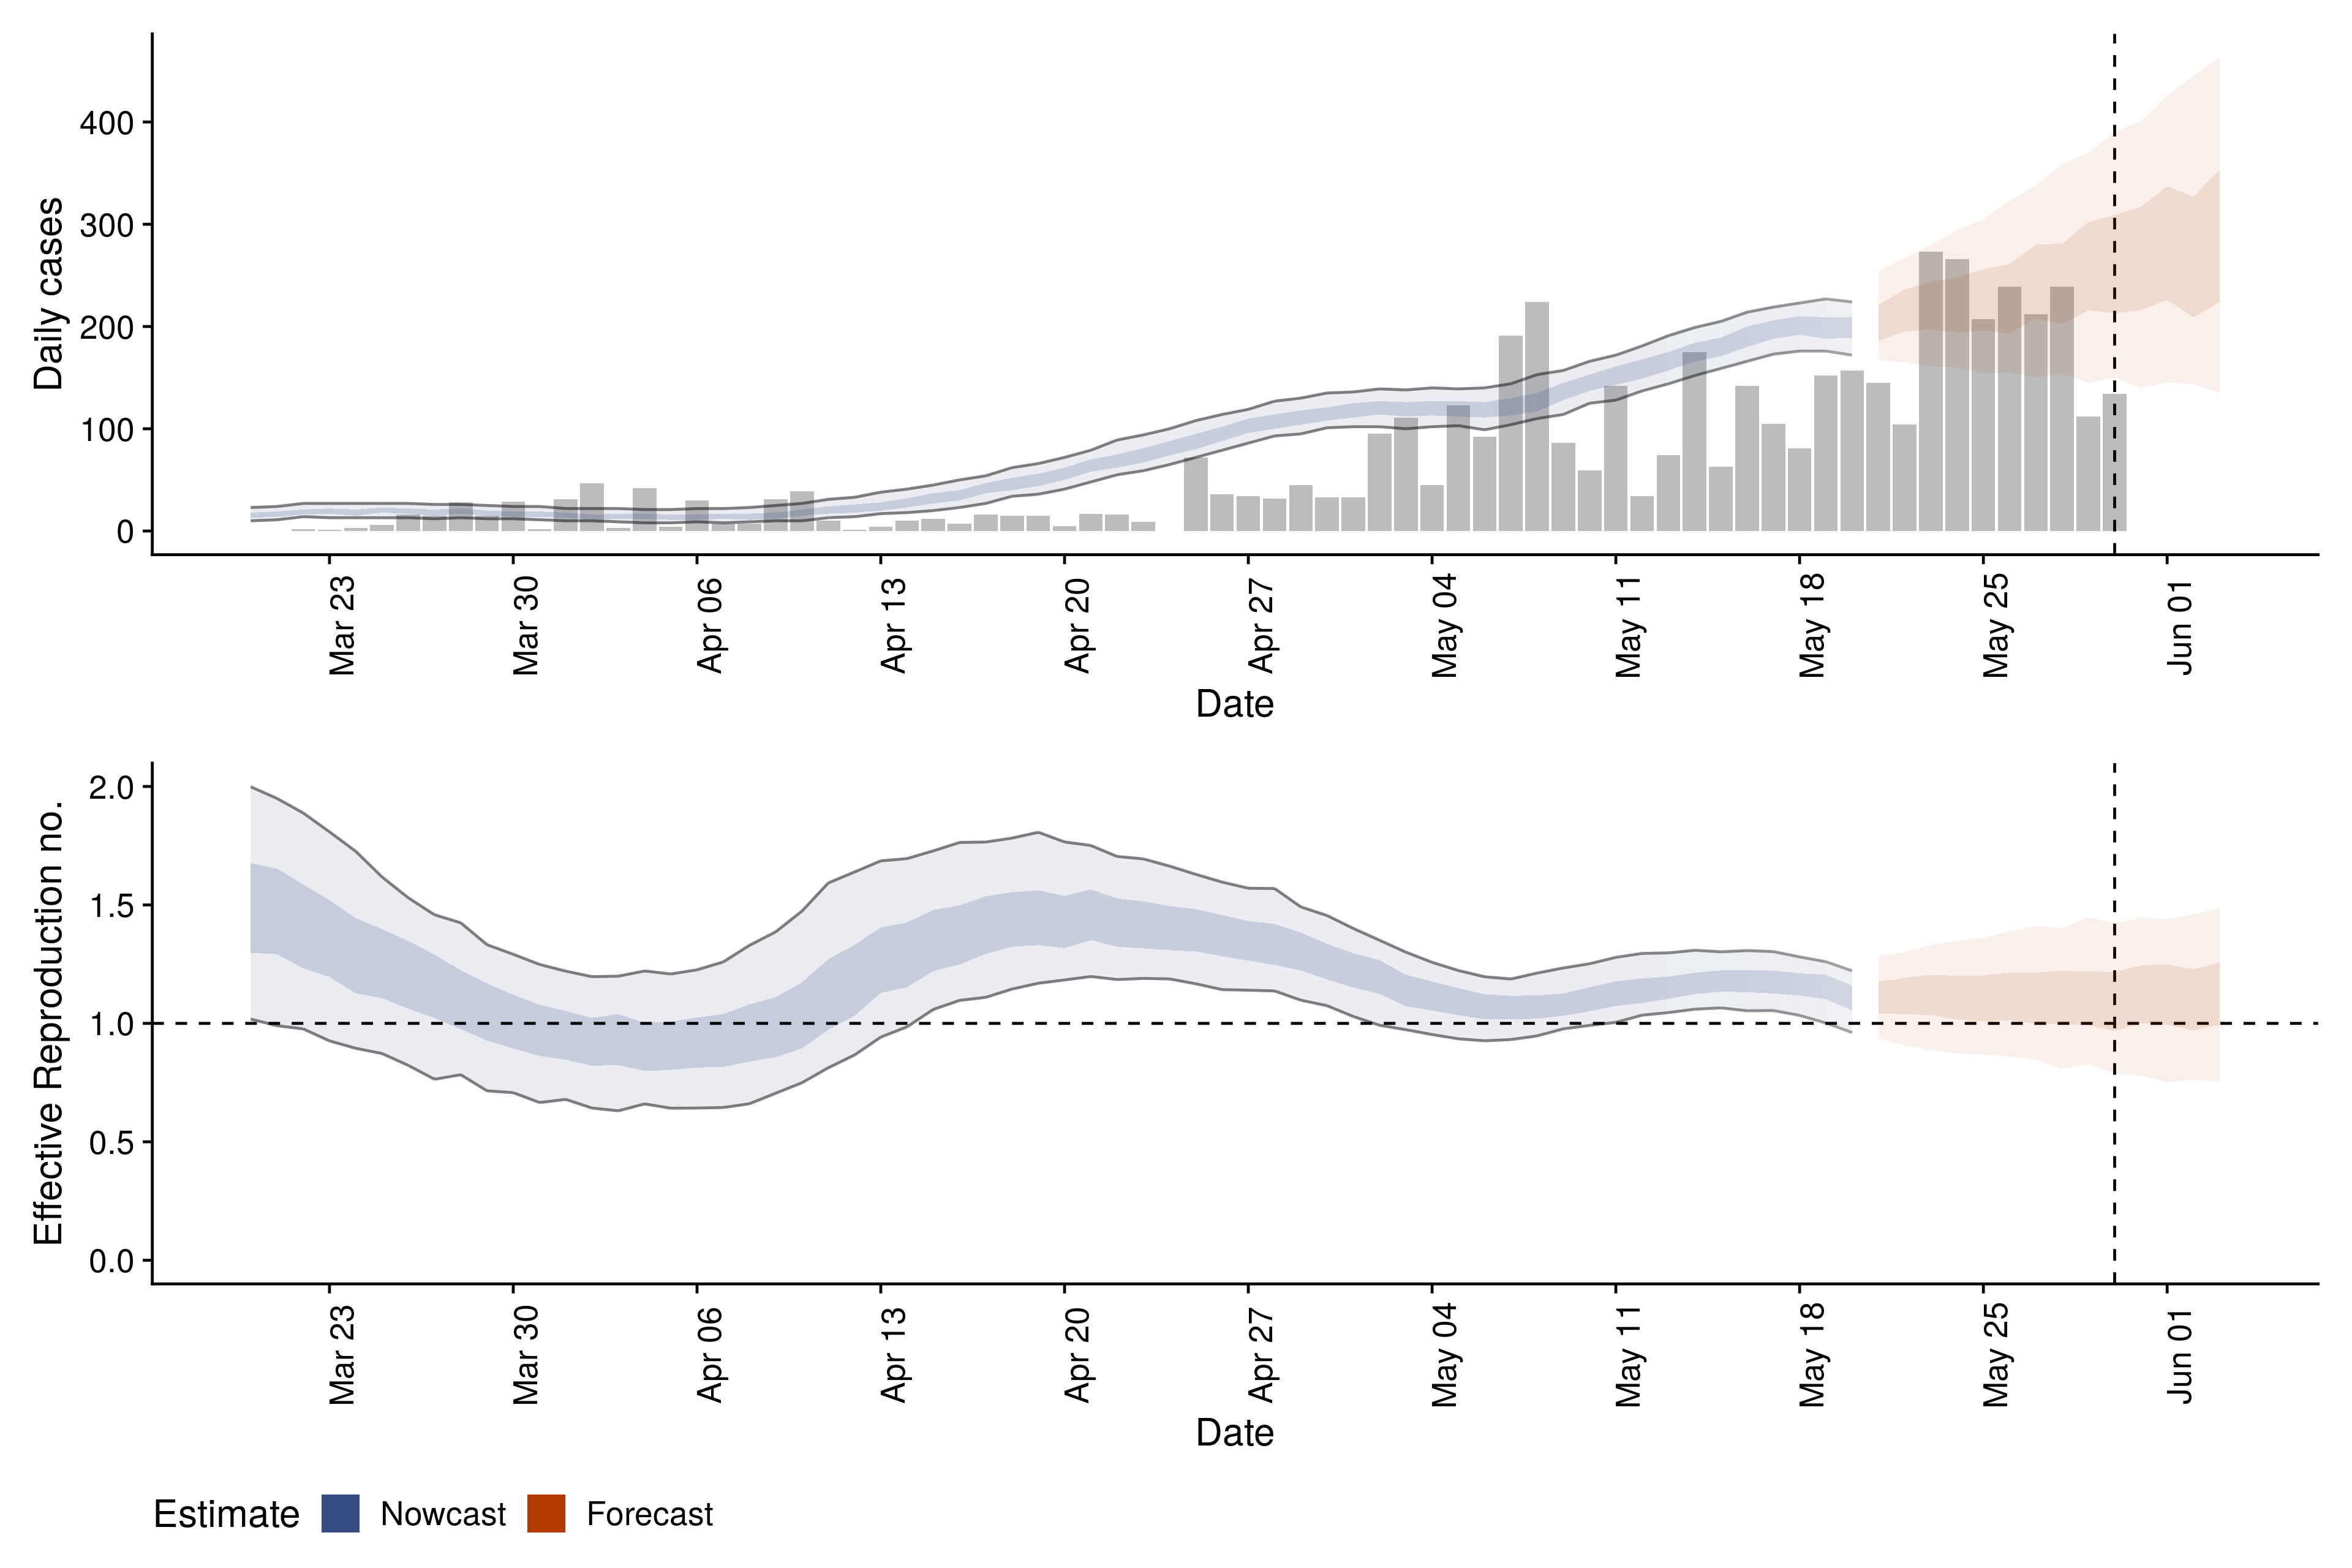 Daily cases
400
300
200
100
0
Mar 23
Mar 30
Apr 06
Apr 13
Apr 20
Apr 27
May 04
May 11
May 18
May 25
Jun 01
Date
Effective Reproduction no.
2.0
1.5
1.0
0.5
0.0
Mar 23
Mar 30
Apr 06
Apr 13
Apr 20
Apr 27
May 04
May 11
May 18
May 25
Jun 01
Date
Estimate Nowcast Forecast